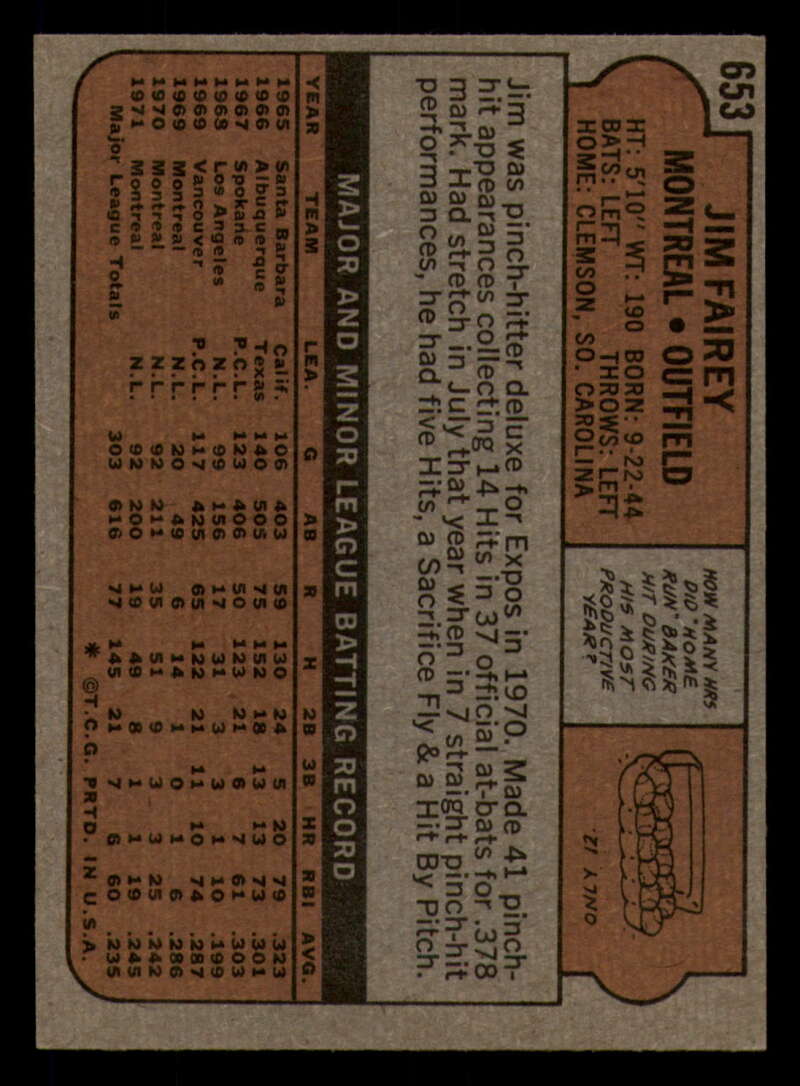 653
JIM FAIREY
MONTREAL • OUTFIELD
HT: 5'10" WT: 190 BORN: 9-22-44
BATS: LEFT THROWS: LEFT
HOME: CLEMSON, SO. CAROLINA
HOW MANY HRS.
DID "HOME
RUN" BAKER
HIT DURING
HIS MOST
PRODUCTIVE
YEAR?
ONLY 12.
Jim was pinch-hitter deluxe for Expos in 1970. Made 41 pinch-
hit appearances collecting 14 Hits in 37 official at-bats for .378
mark. Had stretch in July that year when in 7 straight pinch-hit
performances, he had five Hits, a Sacrifice Fly & a Hit By Pitch.
MAJOR AND MINOR LEAGUE BATTING RECORD
YEAR TEAM LEA. G AB R H 2B 3B HR RBI AVG.
1965 Santa Barbara Calif. 106 403 59 130 24 5 20 79 .323
1966 Albuquerque Texas 140 505 75 152 18 13 13 73 .301
1967 Spokane P.C.L. 123 406 50 123 21 6 7 61 .303
1968 Los Angeles N.L. 99 156 17 31 3 3 1 10 .199
1969 Vancouver P.C.L. 117 425 65 122 21 11 10 74 .287
1969 Montreal N.L. 20 49 6 14 1 0 1 6 .286
1970 Montreal N.L. 92 211 35 51 9 3 3 25 .242
1971 Montreal N.L. 92 200 19 49 8 1 1 19 .245
Major League Totals 303 616 77 145 21 7 6 60 .235
* ©T.C.G. PRTD. IN U.S.A.